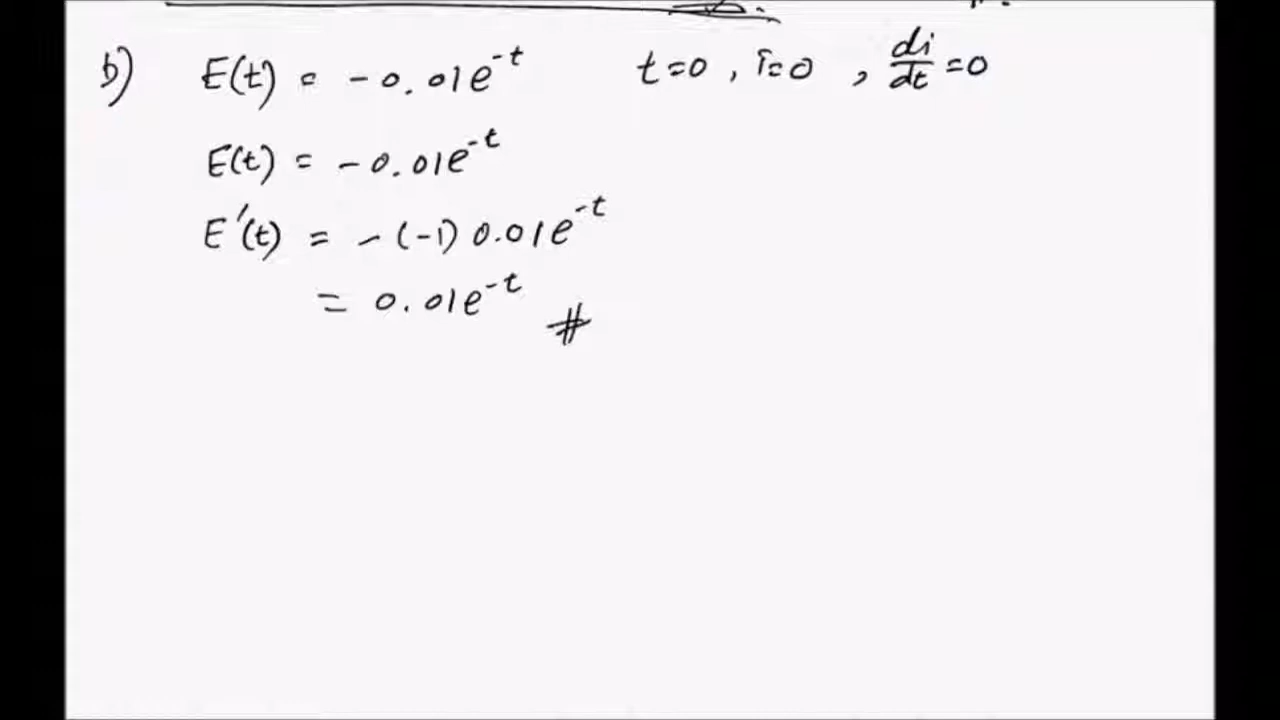 b) E(t) = -0.01e^-t t=0, i=0, di/dt=0
E(t) = -0.01e^-t
E'(t) = -(-1) 0.01e^-t
= 0.01e^-t #